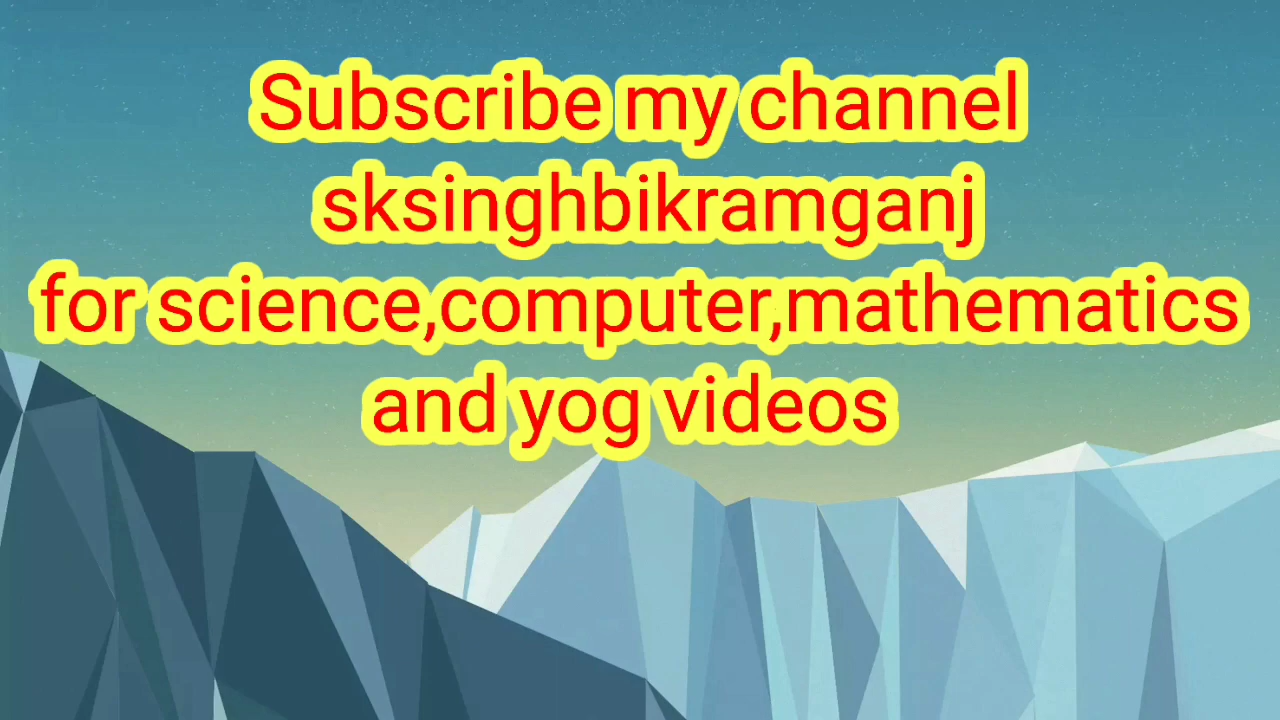 Subscribe my channel
sksinghbikramganj
for science,computer,mathematics
and yog videos